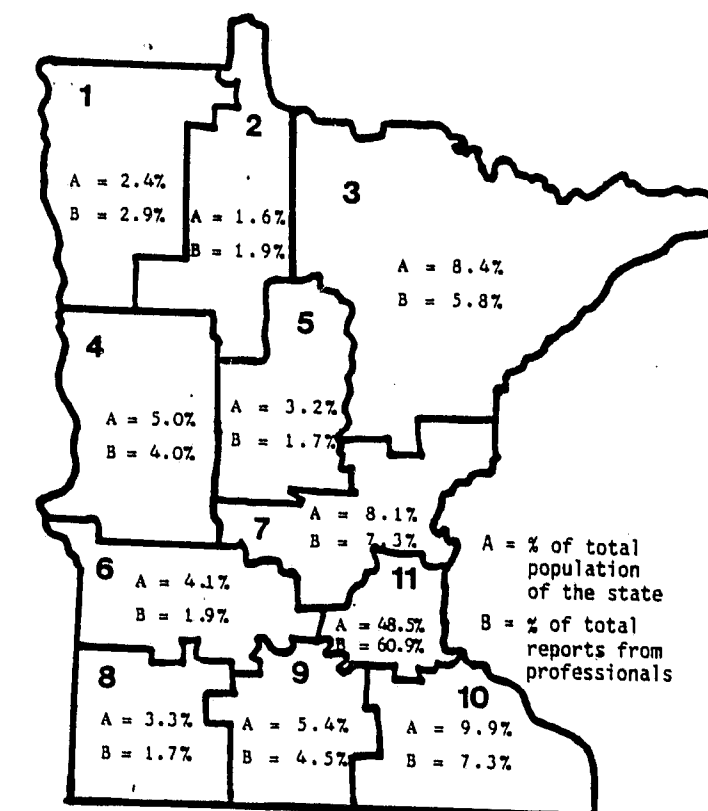 1
A = 2.4%
B = 2.9%
2
A = 1.6%
B = 1.9%
3
A = 8.4%
B = 5.8%
4
A = 5.0%
B = 4.0%
5
A = 3.2%
B = 1.7%
6
A = 4.1%
B = 1.9%
7
A = 8.1%
B = 7.3%
11
A = 48.5%
B = 60.9%
A = % of total
population
of the state
B = % of total
reports from
professionals
8
A = 3.3%
B = 1.7%
9
A = 5.4%
B = 4.5%
10
A = 9.9%
B = 7.3%